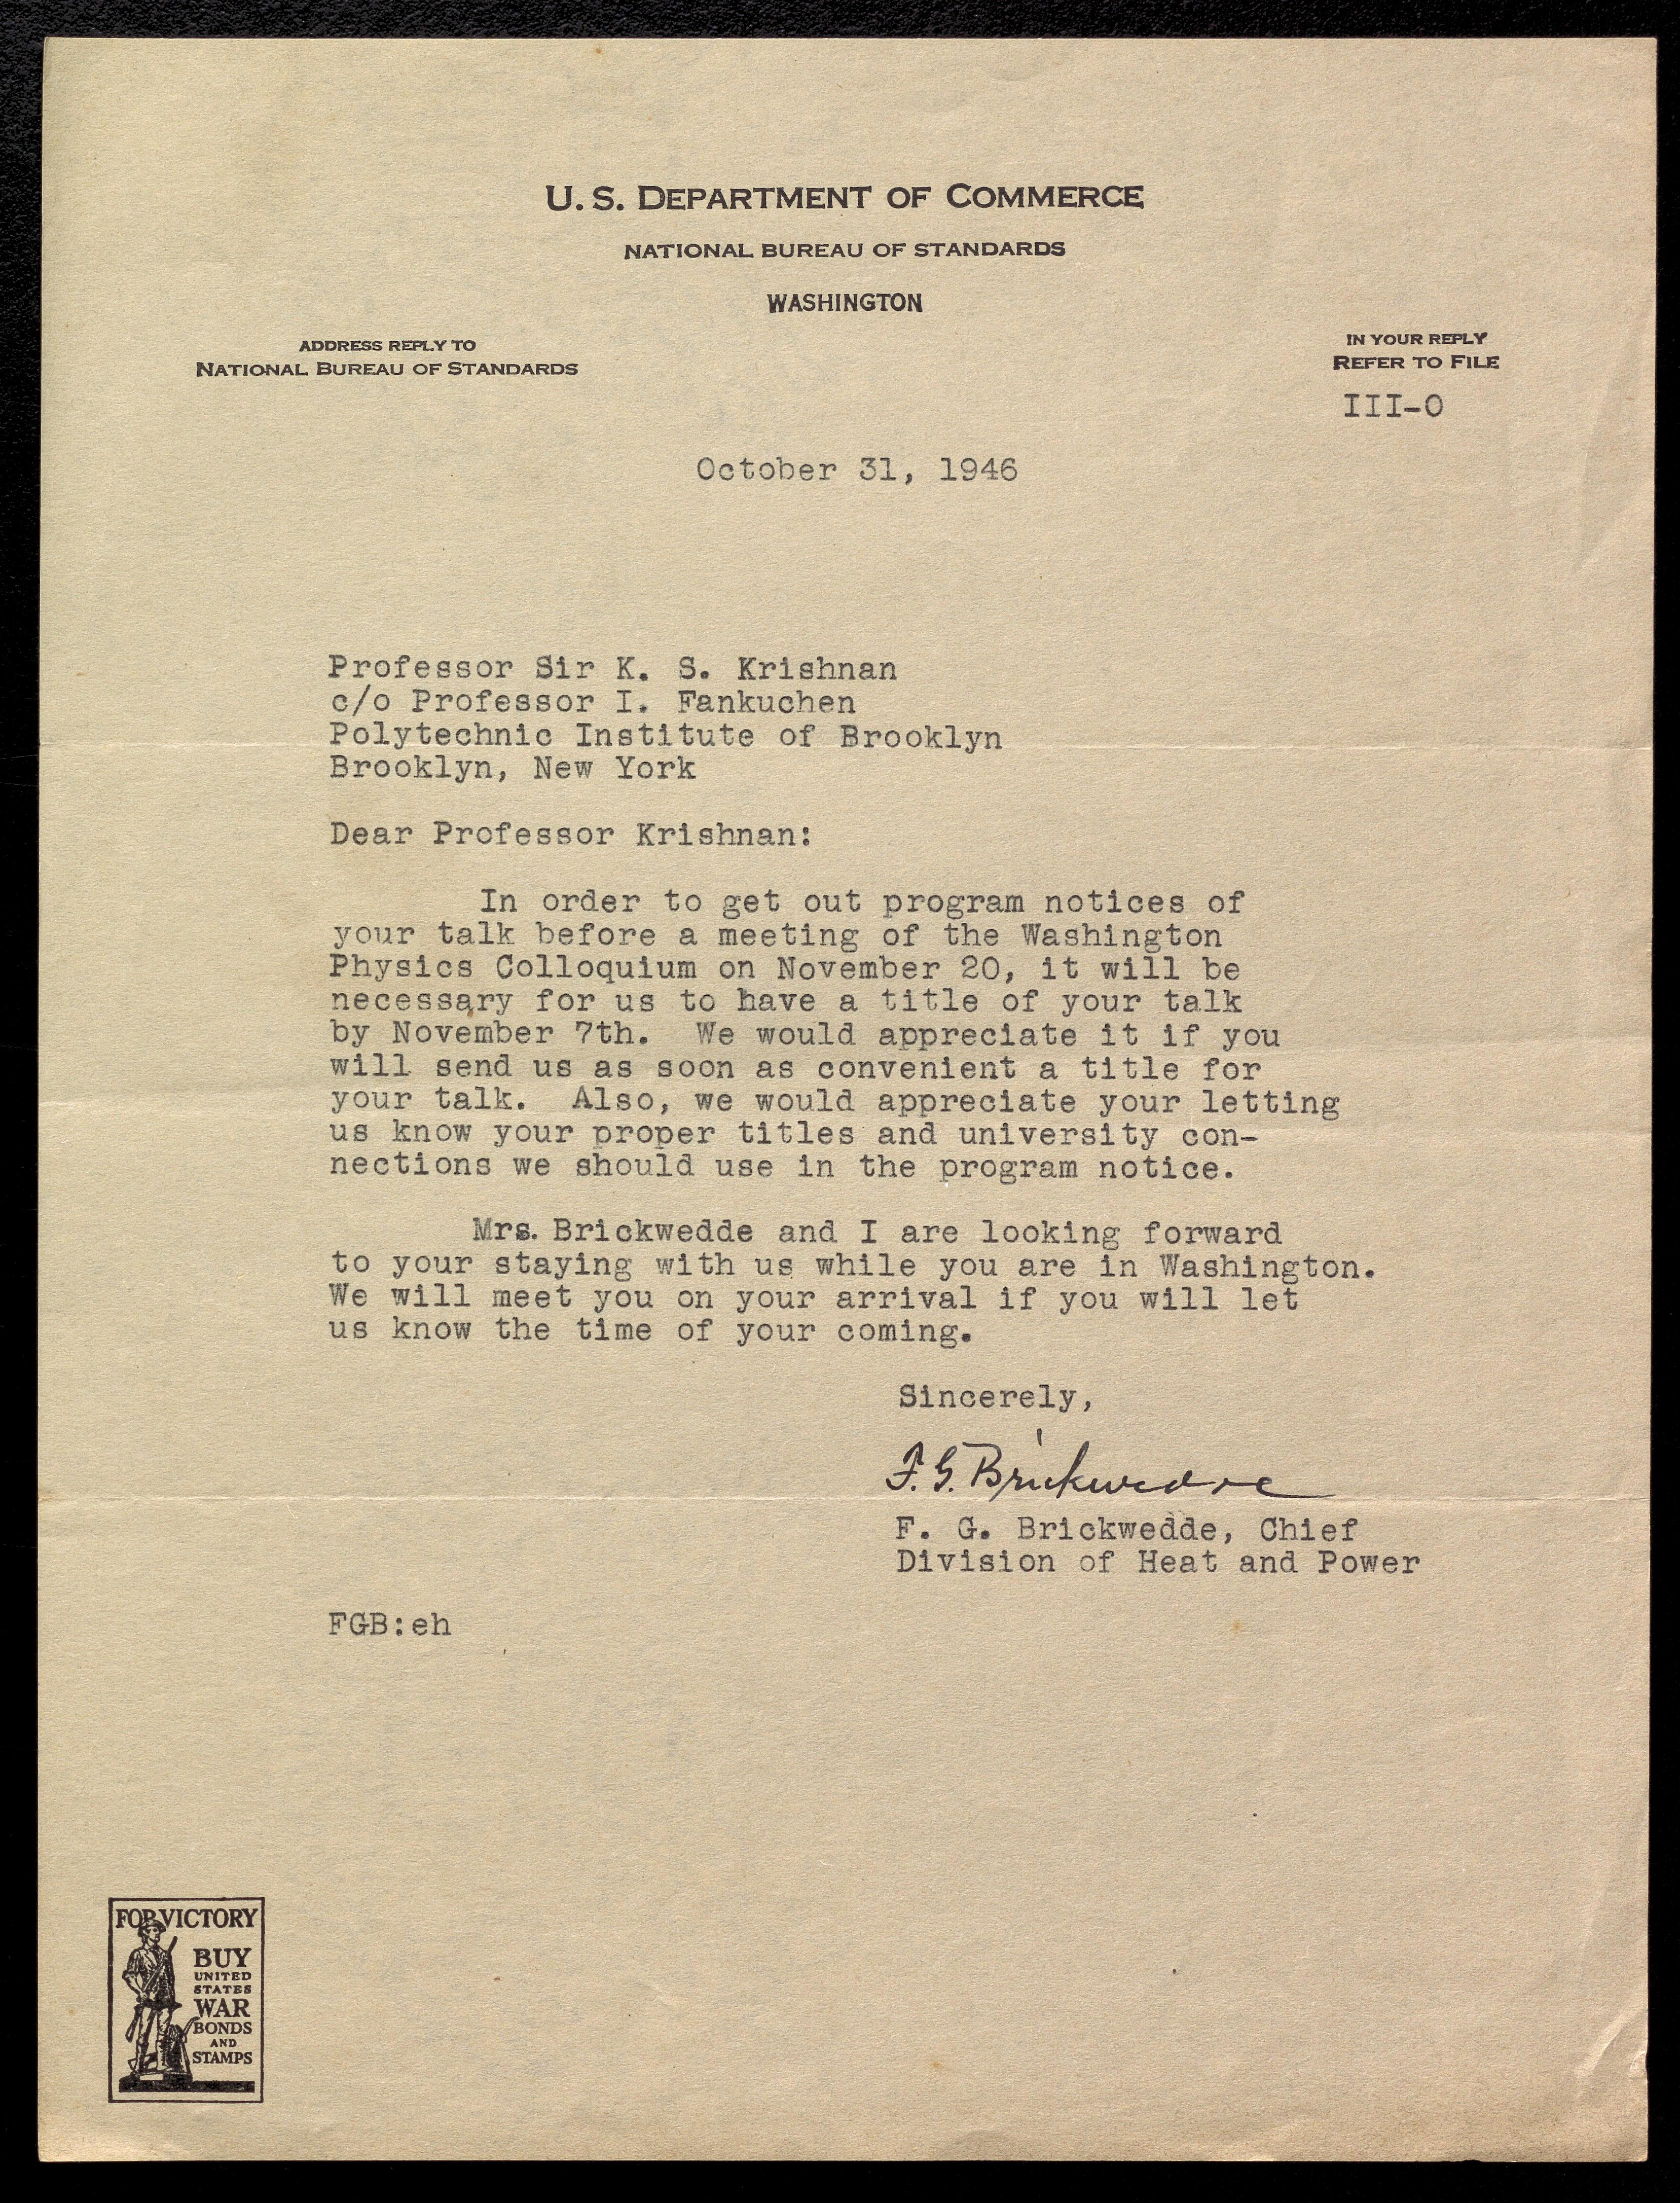 U. S. DEPARTMENT OF COMMERCE
NATIONAL BUREAU OF STANDARDS
WASHINGTON
ADDRESS REPLY TO
NATIONAL BUREAU OF STANDARDS
IN YOUR REPLY
REFER TO FILE
III-0
October 31, 1946
Professor Sir K. S. Krishnan
c/o Professor I. Fankuchen
Polytechnic Institute of Brooklyn
Brooklyn, New York
Dear Professor Krishnan:
In order to get out program notices of
your talk before a meeting of the Washington
Physics Colloquium on November 20, it will be
necessary for us to have a title of your talk
by November 7th. We would appreciate it if you
will send us as soon as convenient a title for
your talk. Also, we would appreciate your letting
us know your proper titles and university con-
nections we should use in the program notice.
Mrs. Brickwedde and I are looking forward
to your staying with us while you are in Washington.
We will meet you on your arrival if you will let
us know the time of your coming.
Sincerely,
F. G. Brickwedde
F. G. Brickwedde, Chief
Division of Heat and Power
FGB:eh
FOR VICTORY
BUY
UNITED
STATES
WAR
BONDS
AND
STAMPS